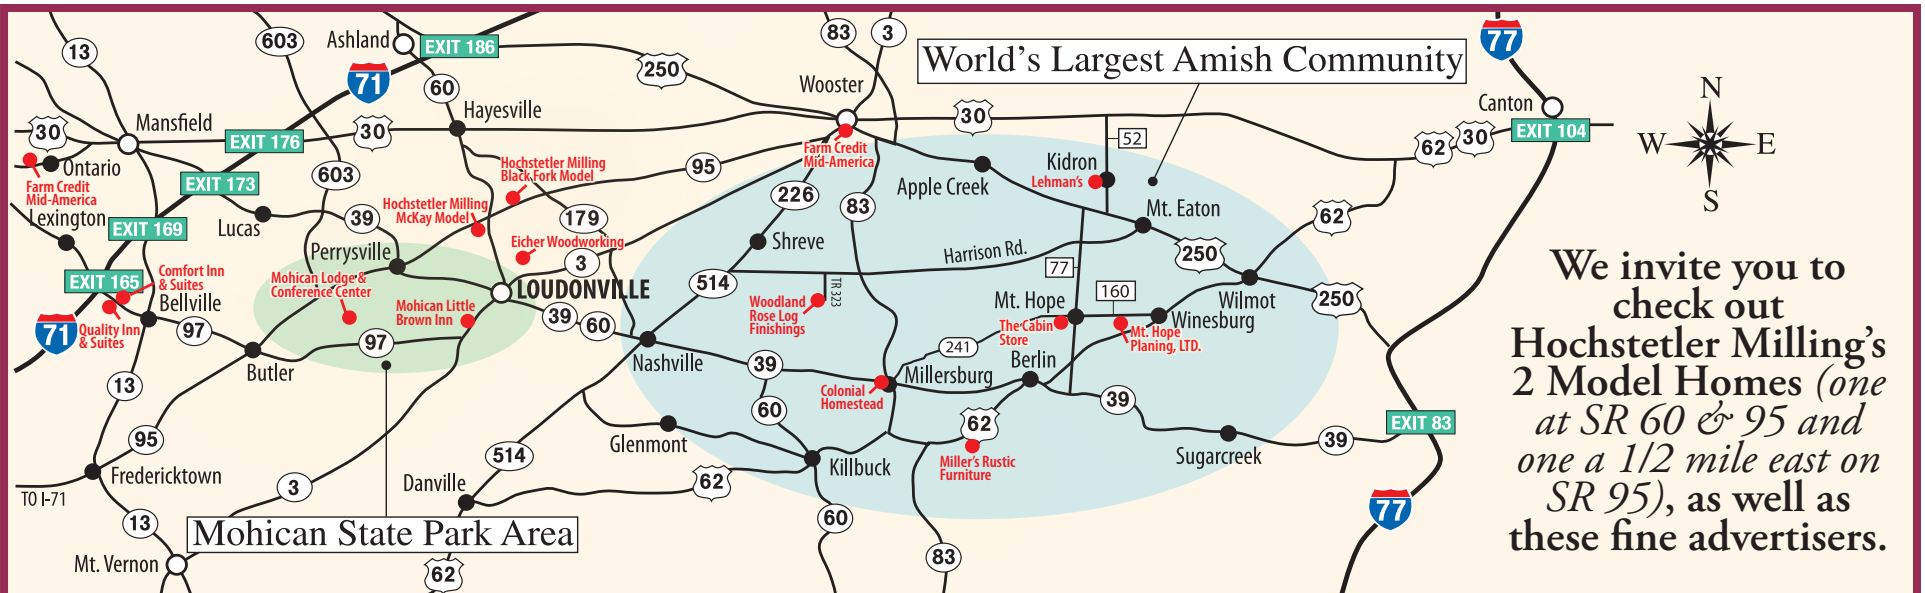 13
603
Ashland
EXIT 186
71
83
3
World's Largest Amish Community
77
250
60
Wooster
Hayesville
Canton
N
W
E
S
30
Mansfield
EXIT 176
30
30
52
62
30
EXIT 104
Ontario
Farm Credit
Mid-America
Farm Credit
Mid-America
Kidron
Lehman's
Hochstetler Milling
Black Fork Model
95
603
EXIT 173
Apple Creek
226
83
Hochstetler Milling
McKay Model
179
Lexington
EXIT 169
Lucas
39
Mt. Eaton
62
Perrysville
Eicher Woodworking
3
Shreve
Harrison Rd.
250
77
EXIT 165
Comfort Inn
& Suites
Mohican Lodge &
Conference Center
LOUDONVILLE
514
TR 323
Woodland
Rose Log
Finishings
160
Mt. Hope
Wilmot
250
Bellville
Mohican Little
Brown Inn
39
60
The Cabin
Store
Mt. Hope
Planing, LTD.
Winesburg
71
Quality Inn
& Suites
97
97
241
Berlin
Butler
Nashville
39
Millersburg
13
Colonial
Homestead
60
39
62
EXIT 83
95
Glenmont
514
Killbuck
Miller's Rustic
Furniture
Sugarcreek
39
Fredericktown
TO I-71
3
Danville
62
77
13
60
Mohican State Park Area
Mt. Vernon
62
83
We invite you to
check out
Hochstetler Milling's
2 Model Homes (one
at SR 60 & 95 and
one a 1/2 mile east on
SR 95), as well as
these fine advertisers.